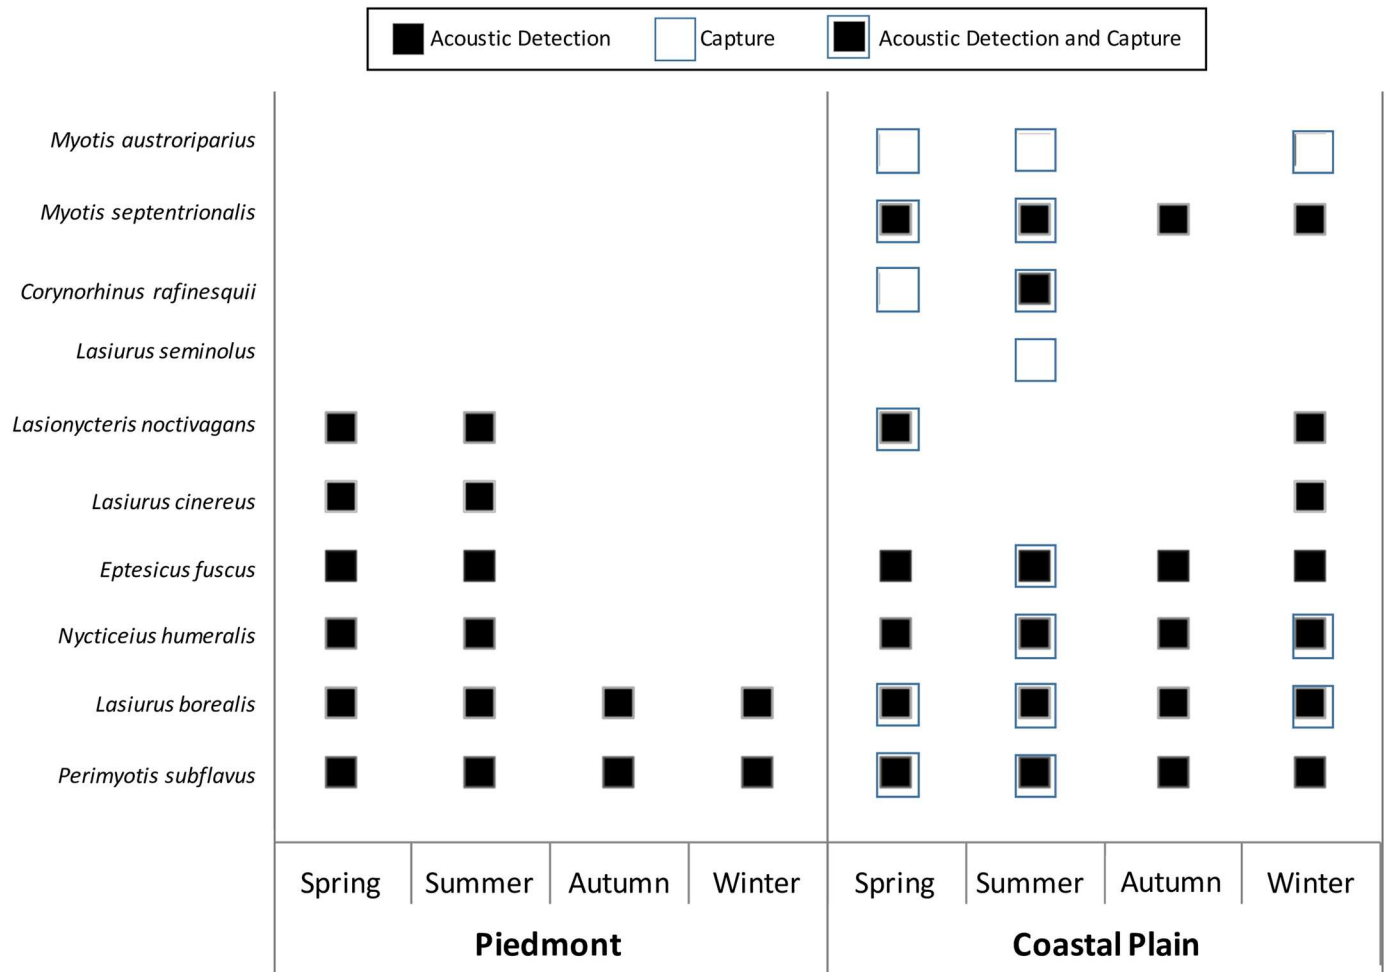 Acoustic Detection Capture Acoustic Detection and Capture
Myotis austroriparius
Myotis septentrionalis
Corynorhinus rafinesquii
Lasiurus seminolus
Lasionycteris noctivagans
Lasiurus cinereus
Eptesicus fuscus
Nycticeius humeralis
Lasiurus borealis
Perimyotis subflavus
Spring Summer Autumn Winter Spring Summer Autumn Winter
Piedmont Coastal Plain